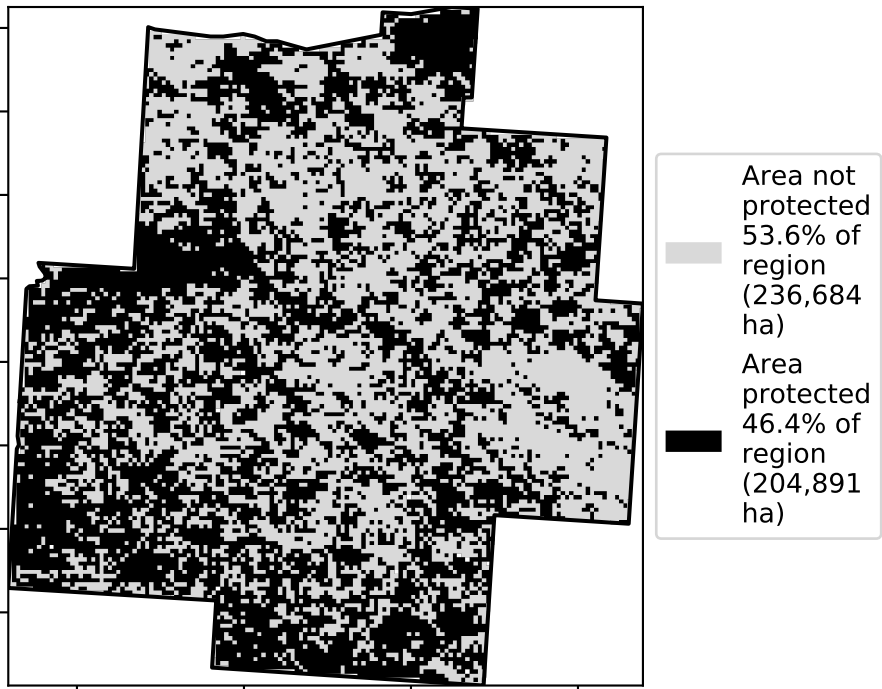 Area not
protected
53.6% of
region
(236,684
ha)
Area
protected
46.4% of
region
(204,891
ha)